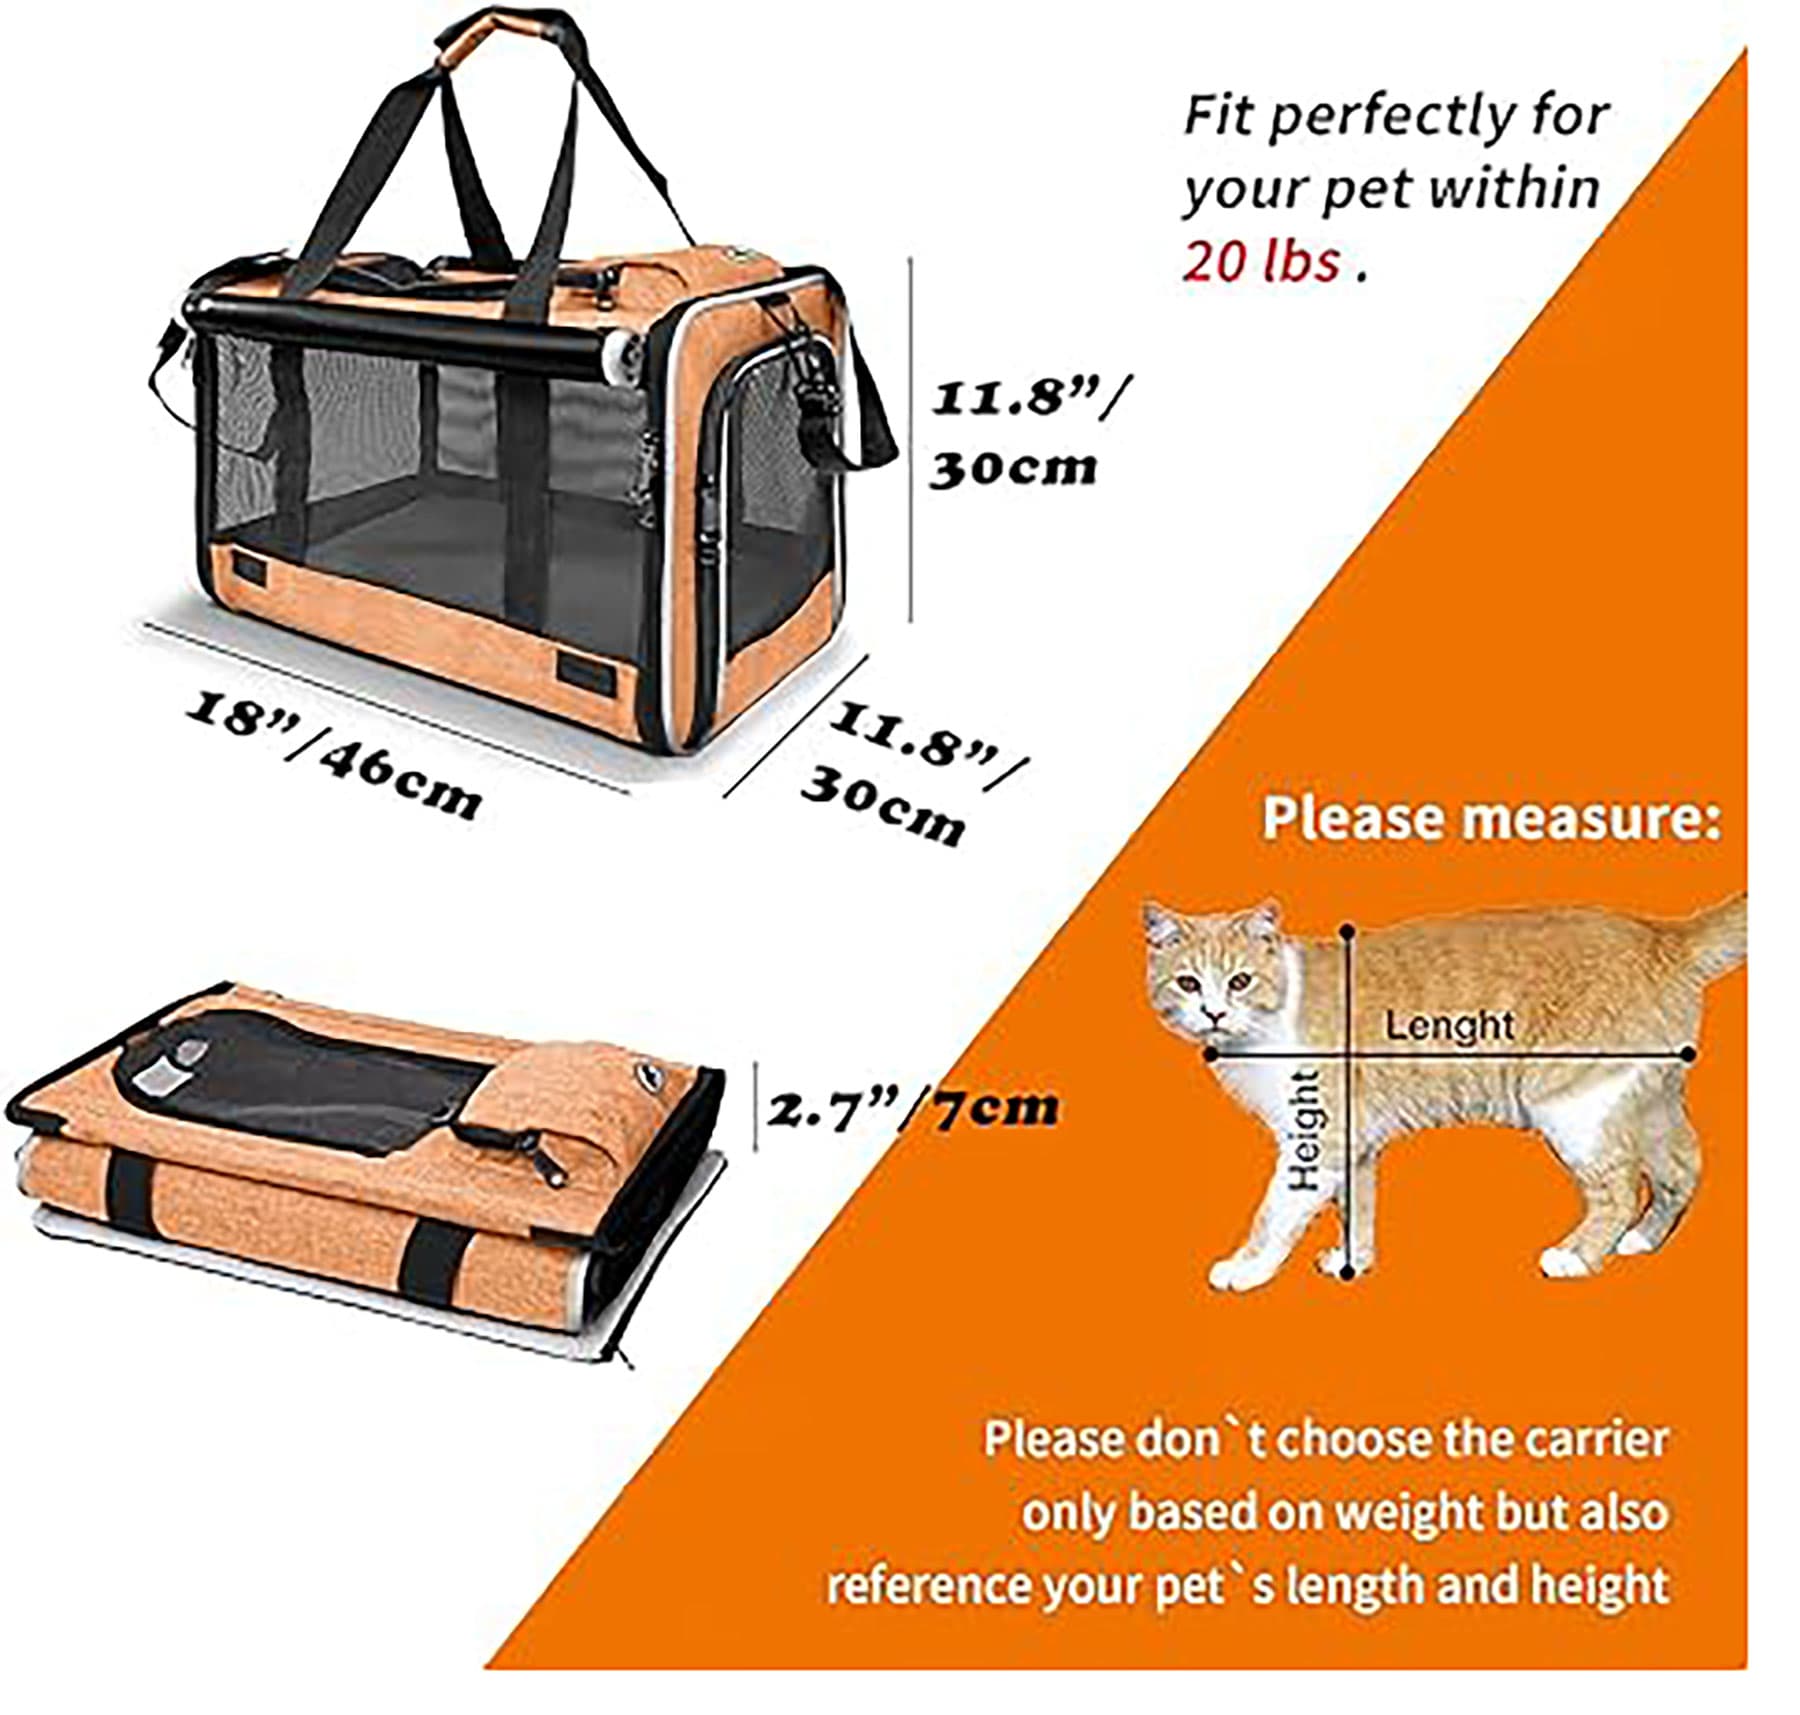 Fit perfectly for
your pet within
20 lbs .
11.8”/
30cm
18”/46cm
11.8”/
30cm
Please measure:
Lenght
Height
2.7”/7cm
Please don`t choose the carrier
only based on weight but also
reference your pet`s length and height